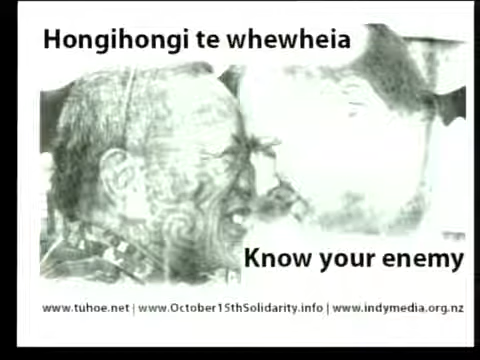 Hongihongi te whewheia
Know your enemy
www.tuhoe.net | www.October15thSolidarity.info | www.indymedia.org.nz